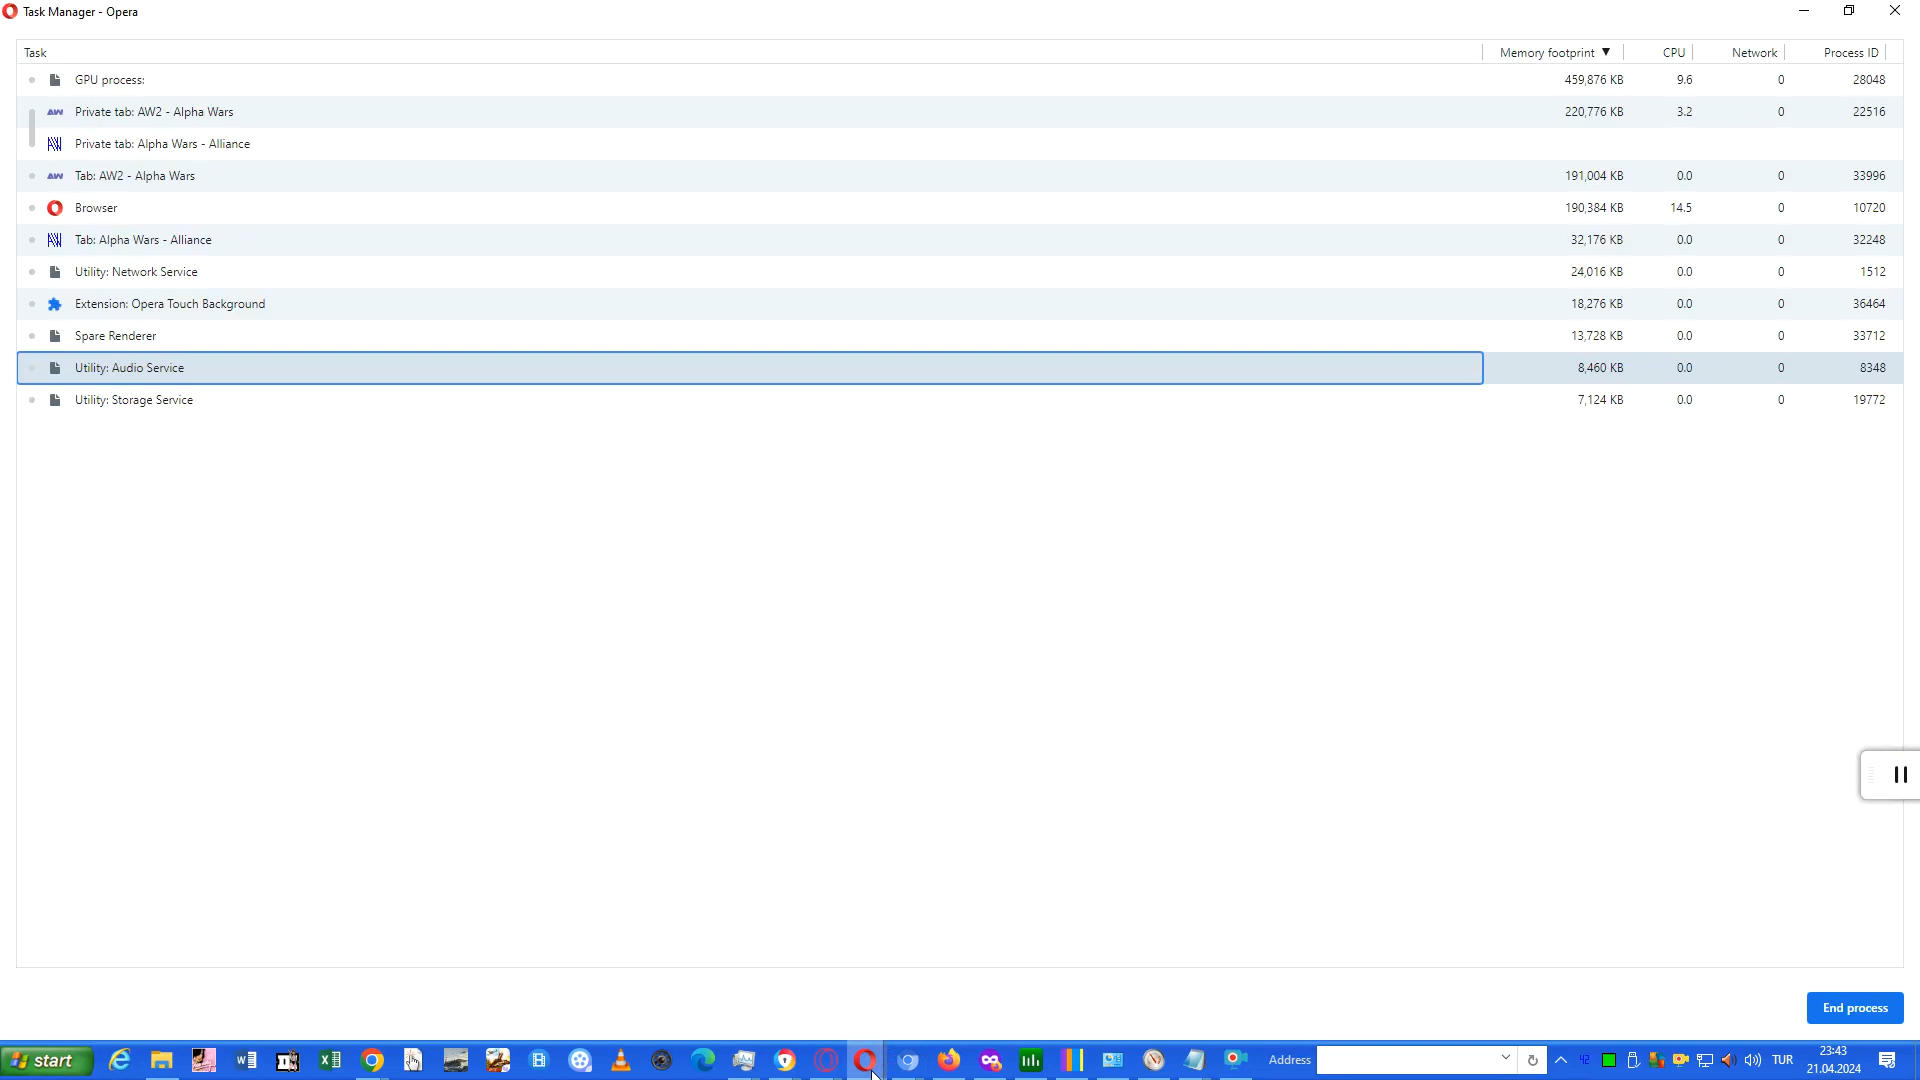 Task Manager - Opera
Task Memory footprint ▼ CPU Network Process ID
GPU process: 459,876 KB 9.6 0 28048
Private tab: AW2 - Alpha Wars 220,776 KB 3.2 0 22516
Private tab: Alpha Wars - Alliance
Tab: AW2 - Alpha Wars 191,004 KB 0.0 0 33996
Browser 190,384 KB 14.5 0 10720
Tab: Alpha Wars - Alliance 32,176 KB 0.0 0 32248
Utility: Network Service 24,016 KB 0.0 0 1512
Extension: Opera Touch Background 18,276 KB 0.0 0 36464
Spare Renderer 13,728 KB 0.0 0 33712
Utility: Audio Service 8,460 KB 0.0 0 8348
Utility: Storage Service 7,124 KB 0.0 0 19772
End process
start Address 42 TUR 23:43
21.04.2024